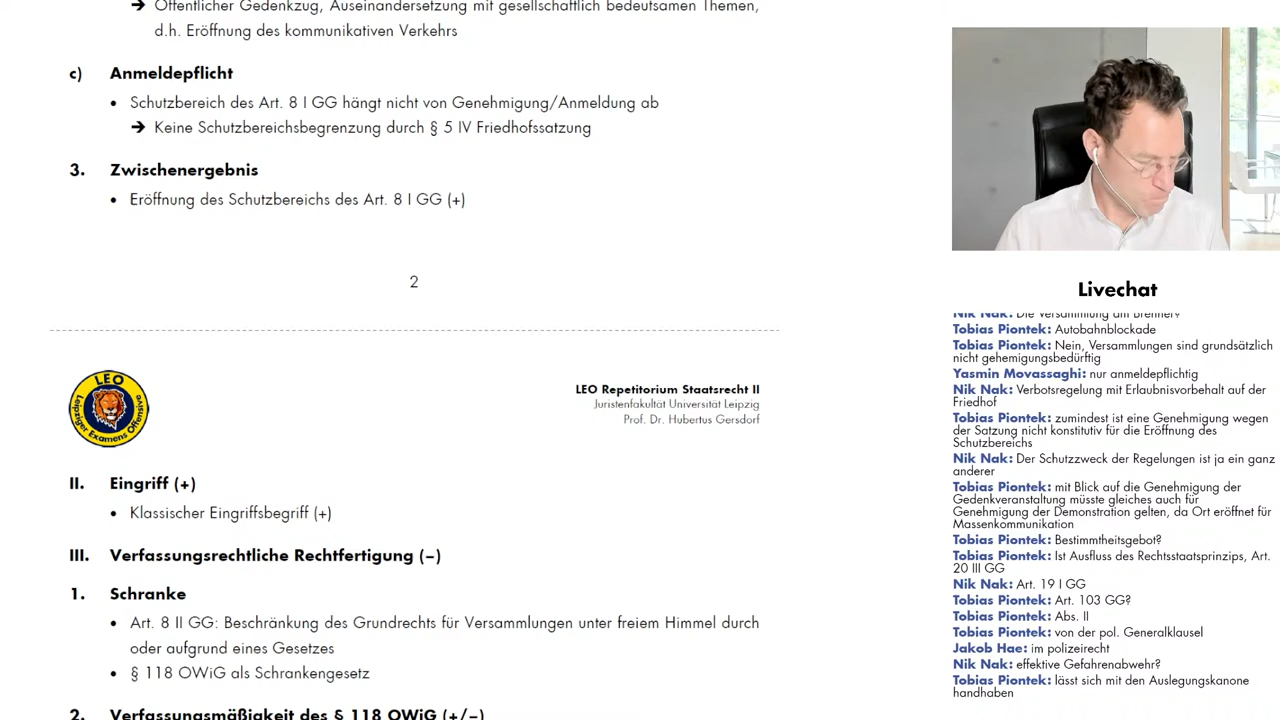 ➔ Öffentlicher Gedenkzug, Auseinandersetzung mit gesellschaftlich bedeutsamen Themen,
d.h. Eröffnung des kommunikativen Verkehrs
c) Anmeldepflicht
• Schutzbereich des Art. 8 I GG hängt nicht von Genehmigung/Anmeldung ab
➔ Keine Schutzbereichsbegrenzung durch § 5 IV Friedhofssatzung
3. Zwischenergebnis
• Eröffnung des Schutzbereichs des Art. 8 I GG (+)
2
LEO
Leipziger Examens Offensive
LEO Repetitorium Staatsrecht II
Juristenfakultät Universität Leipzig
Prof. Dr. Hubertus Gersdorf
II. Eingriff (+)
• Klassischer Eingriffsbegriff (+)
III. Verfassungsrechtliche Rechtfertigung (–)
1. Schranke
• Art. 8 II GG: Beschränkung des Grundrechts für Versammlungen unter freiem Himmel durch
oder aufgrund eines Gesetzes
• § 118 OWiG als Schrankengesetz
2. Verfassungsmäßigkeit des § 118 OWiG (+/–)
Livechat
Nik Nak: Die Versammlung am Brenner?
Tobias Piontek: Autobahnblockade
Tobias Piontek: Nein, Versammlungen sind grundsätzlich
nicht gehemigungsbedürftig
Yasmin Movassaghi: nur anmeldepflichtig
Nik Nak: Verbotsregelung mit Erlaubnisvorbehalt auf der
Friedhof
Tobias Piontek: zumindest ist eine Genehmigung wegen
der Satzung nicht konstitutiv für die Eröffnung des
Schutzbereichs
Nik Nak: Der Schutzzweck der Regelungen ist ja ein ganz
anderer
Tobias Piontek: mit Blick auf die Genehmigung der
Gedenkveranstaltung müsste gleiches auch für
Genehmigung der Demonstration gelten, da Ort eröffnet für
Massenkommunikation
Tobias Piontek: Bestimmtheitsgebot?
Tobias Piontek: Ist Ausfluss des Rechtsstaatsprinzips, Art.
20 III GG
Nik Nak: Art. 19 I GG
Tobias Piontek: Art. 103 GG?
Tobias Piontek: Abs. II
Tobias Piontek: von der pol. Generalklausel
Jakob Hae: im polizeirecht
Nik Nak: effektive Gefahrenabwehr?
Tobias Piontek: lässt sich mit den Auslegungskanone
handhaben